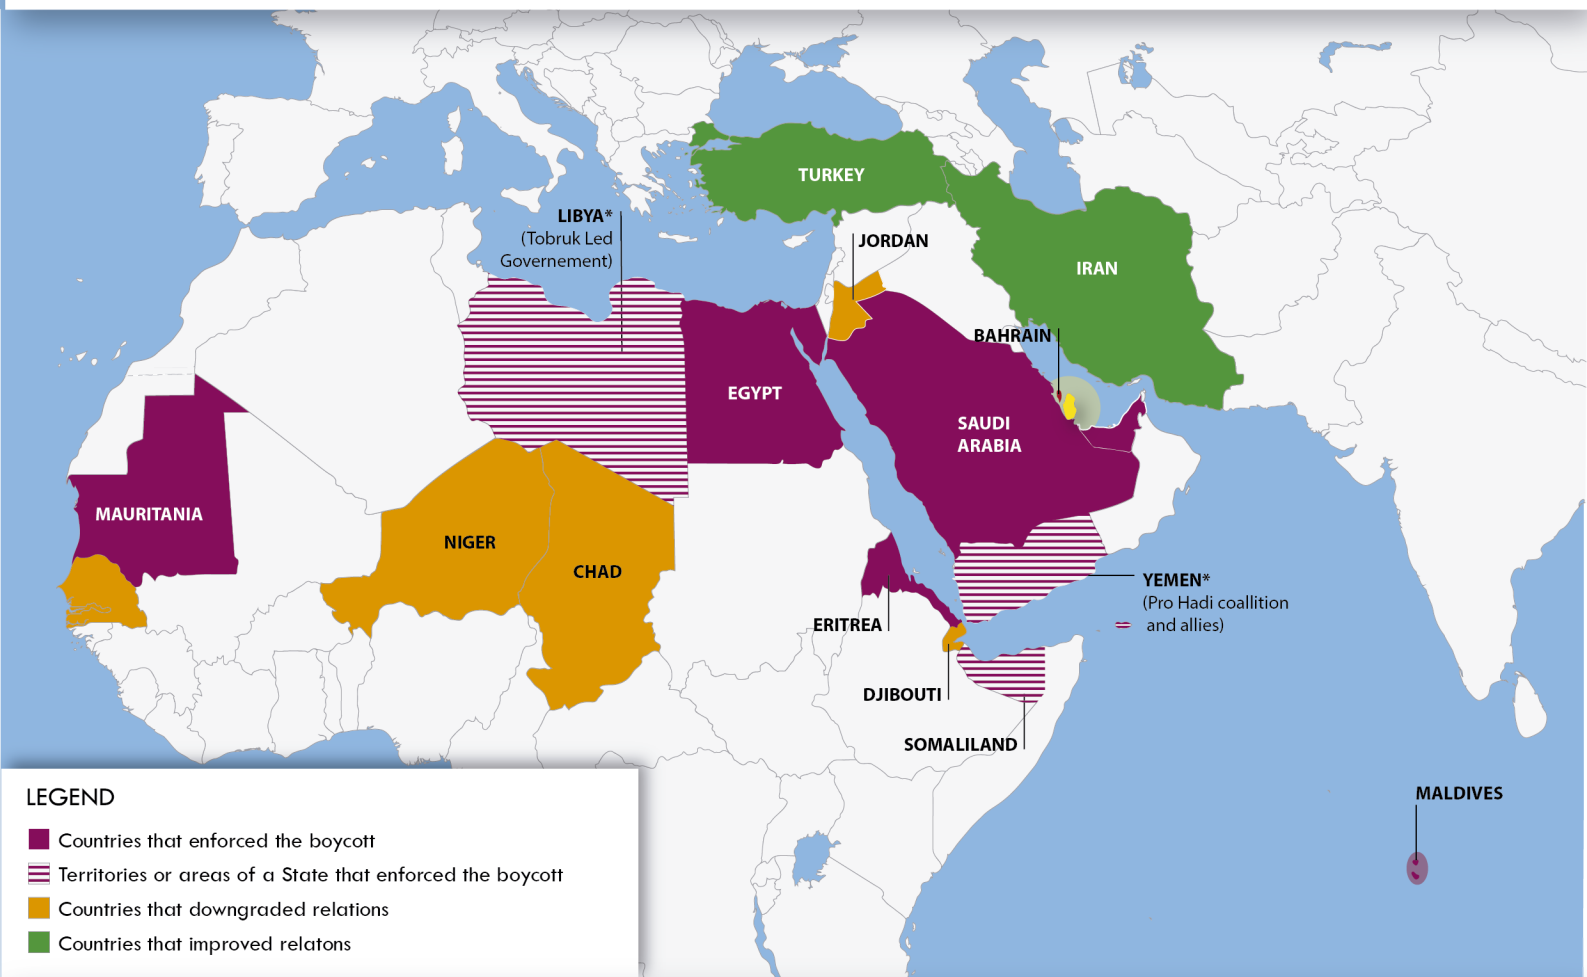 TURKEY
LIBYA*
(Tobruk Led
Governement)
JORDAN
IRAN
BAHRAIN
EGYPT
SAUDI
ARABIA
MAURITANIA
NIGER
CHAD
YEMEN*
(Pro Hadi coallition
and allies)
ERITREA
DJIBOUTI
SOMALILAND
MALDIVES
LEGEND
Countries that enforced the boycott
Territories or areas of a State that enforced the boycott
Countries that downgraded relations
Countries that improved relatons